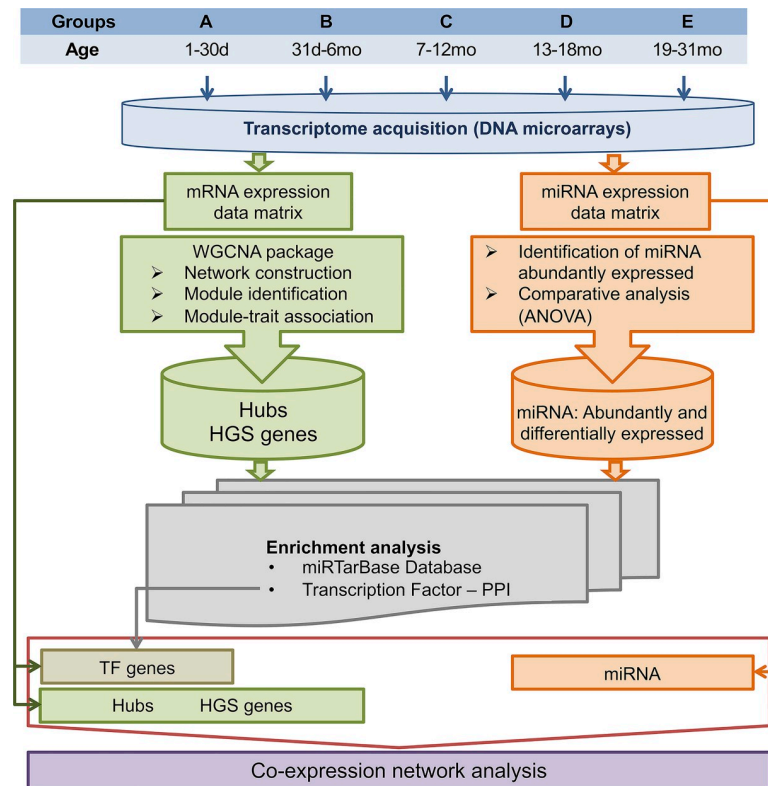 Groups A B C D E
Age 1-30d 31d-6mo 7-12mo 13-18mo 19-31mo
Transcriptome acquisition (DNA microarrays)
mRNA expression
data matrix
WGCNA package
➢ Network construction
➢ Module identification
➢ Module-trait association
Hubs
HGS genes
miRNA expression
data matrix
➢ Identification of miRNA
abundantly expressed
➢ Comparative analysis
(ANOVA)
miRNA: Abundantly and
differentially expressed
Enrichment analysis
• miRTarBase Database
• Transcription Factor – PPI
TF genes
Hubs HGS genes
miRNA
Co-expression network analysis